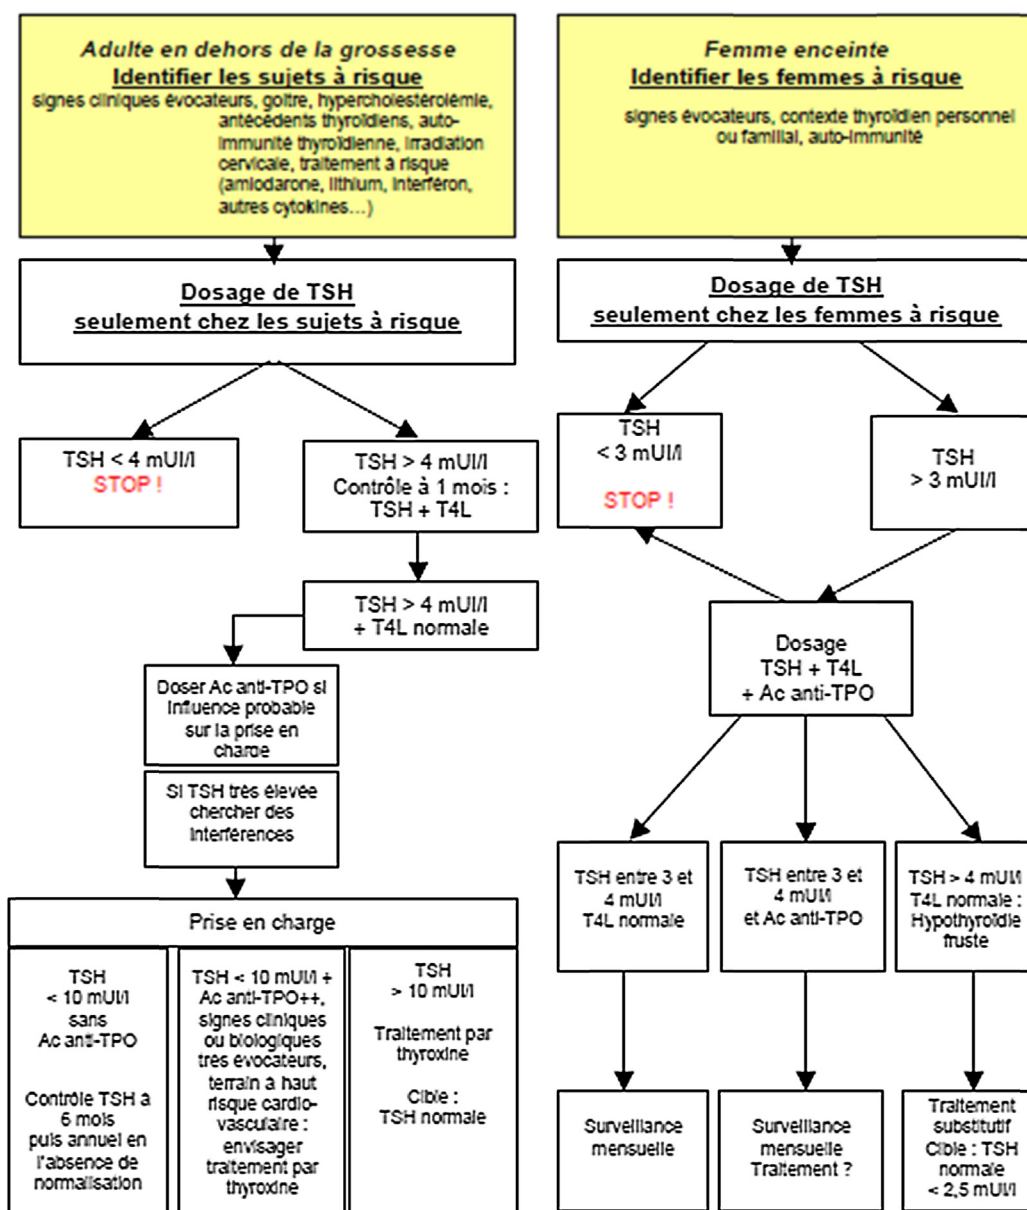 Adulte en dehors de la grossesse
Identifier les sujets à risque
signes cliniques évocateurs, goitre, hypercholestérolémie,
antécédents thyroïdiens, auto-
immunité thyroïdienne, irradiation
cervicale, traitement à risque
(amiodarone, lithium, interféron,
autres cytokines...)
Dosage de TSH
seulement chez les sujets à risque
TSH < 4 mUI/l
STOP !
TSH > 4 mUI/l
Contrôle à 1 mois :
TSH + T4L
TSH > 4 mUI/l
+ T4L normale
Doser Ac anti-TPO si
influence probable
sur la prise en
charge
Si TSH très élevée
chercher des
interférences
Prise en charge
TSH
< 10 mUI/l
sans
Ac anti-TPO
Contrôle TSH à
6 mois
puis annuel en
l'absence de
normalisation
TSH < 10 mUI/l +
Ac anti-TPO++,
signes cliniques
ou biologiques
très évocateurs,
terrain à haut
risque cardio-
vasculaire :
envisager
traitement par
thyroxine
TSH
> 10 mUI/l
Traitement par
thyroxine
Cible :
TSH normale
Femme enceinte
Identifier les femmes à risque
signes évocateurs, contexte thyroïdien personnel
ou familial, auto-immunité
Dosage de TSH
seulement chez les femmes à risque
TSH
< 3 mUI/l
STOP !
TSH
> 3 mUI/l
Dosage
TSH + T4L
+ Ac anti-TPO
TSH entre 3 et
4 mUI/l
T4L normale
TSH entre 3 et
4 mUI/l
et Ac anti-TPO
TSH > 4 mUI/l
T4L normale :
Hypothyroïdie
fruste
Surveillance
mensuelle
Surveillance
mensuelle
Traitement ?
Traitement
substitutif
Cible : TSH
normale
< 2,5 mUI/l